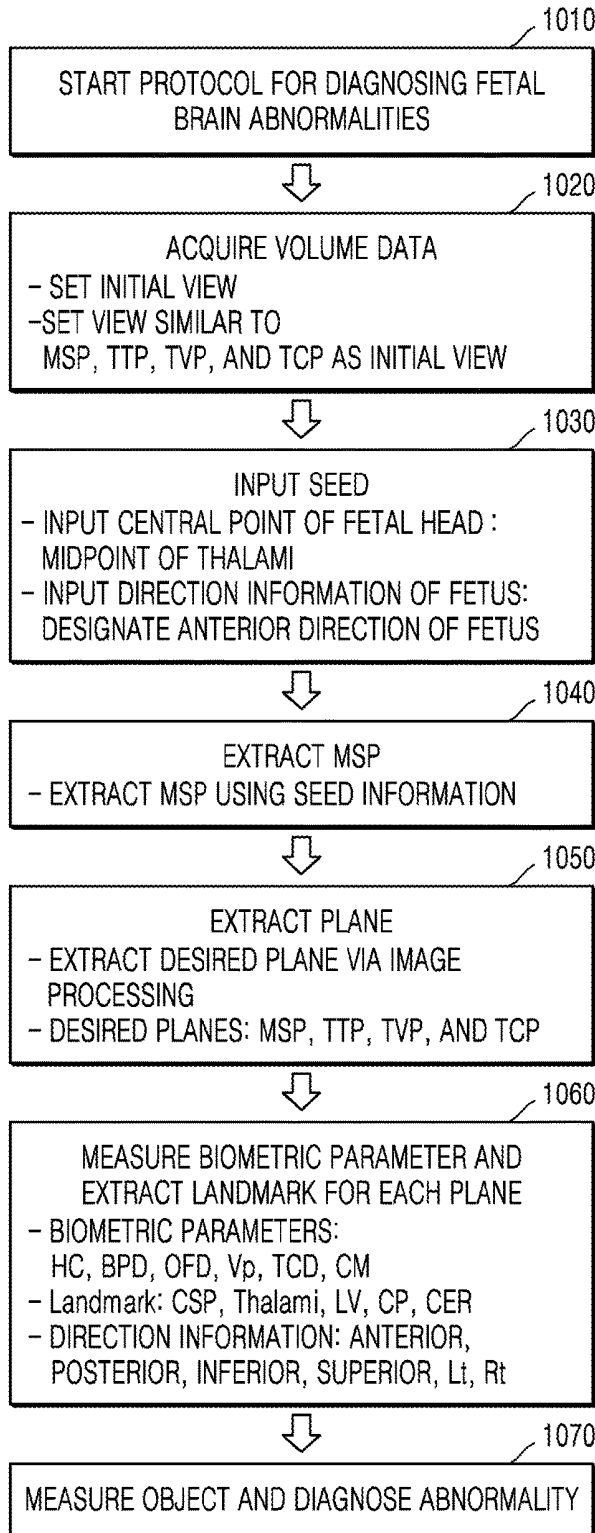 1010
START PROTOCOL FOR DIAGNOSING FETAL
BRAIN ABNORMALITIES
1020
ACQUIRE VOLUME DATA
- SET INITIAL VIEW
-SET VIEW SIMILAR TO
MSP, TTP, TVP, AND TCP AS INITIAL VIEW
1030
INPUT SEED
- INPUT CENTRAL POINT OF FETAL HEAD :
MIDPOINT OF THALAMI
- INPUT DIRECTION INFORMATION OF FETUS:
DESIGNATE ANTERIOR DIRECTION OF FETUS
1040
EXTRACT MSP
- EXTRACT MSP USING SEED INFORMATION
1050
EXTRACT PLANE
- EXTRACT DESIRED PLANE VIA IMAGE
PROCESSING
- DESIRED PLANES: MSP, TTP, TVP, AND TCP
1060
MEASURE BIOMETRIC PARAMETER AND
EXTRACT LANDMARK FOR EACH PLANE
- BIOMETRIC PARAMETERS:
HC, BPD, OFD, Vp, TCD, CM
- Landmark: CSP, Thalami, LV, CP, CER
- DIRECTION INFORMATION: ANTERIOR,
POSTERIOR, INFERIOR, SUPERIOR, Lt, Rt
1070
MEASURE OBJECT AND DIAGNOSE ABNORMALITY